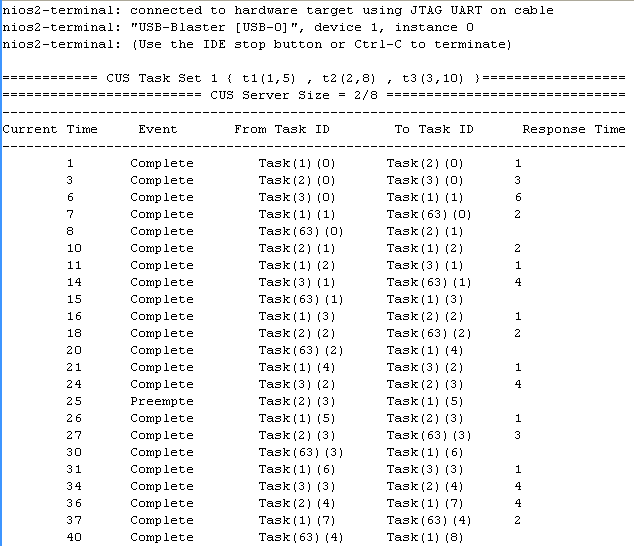 nios2-terminal: connected to hardware target using JTAG UART on cable
nios2-terminal: "USB-Blaster [USB-0]", device 1, instance 0
nios2-terminal: (Use the IDE stop button or Ctrl-C to terminate)
============ CUS Task Set 1 { t1(1,5) , t2(2,8) , t3(3,10) }==================
========================= CUS Server Size = 2/8 ==============================
------------------------------------------------------------------------------
Current Time Event From Task ID To Task ID Response Time
------------------------------------------------------------------------------
1 Complete Task(1)(0) Task(2)(0) 1
3 Complete Task(2)(0) Task(3)(0) 3
6 Complete Task(3)(0) Task(1)(1) 6
7 Complete Task(1)(1) Task(63)(0) 2
8 Complete Task(63)(0) Task(2)(1)
10 Complete Task(2)(1) Task(1)(2) 2
11 Complete Task(1)(2) Task(3)(1) 1
14 Complete Task(3)(1) Task(63)(1) 4
15 Complete Task(63)(1) Task(1)(3)
16 Complete Task(1)(3) Task(2)(2) 1
18 Complete Task(2)(2) Task(63)(2) 2
20 Complete Task(63)(2) Task(1)(4)
21 Complete Task(1)(4) Task(3)(2) 1
24 Complete Task(3)(2) Task(2)(3) 4
25 Preempte Task(2)(3) Task(1)(5)
26 Complete Task(1)(5) Task(2)(3) 1
27 Complete Task(2)(3) Task(63)(3) 3
30 Complete Task(63)(3) Task(1)(6)
31 Complete Task(1)(6) Task(3)(3) 1
34 Complete Task(3)(3) Task(2)(4) 4
36 Complete Task(2)(4) Task(1)(7) 4
37 Complete Task(1)(7) Task(63)(4) 2
40 Complete Task(63)(4) Task(1)(8)